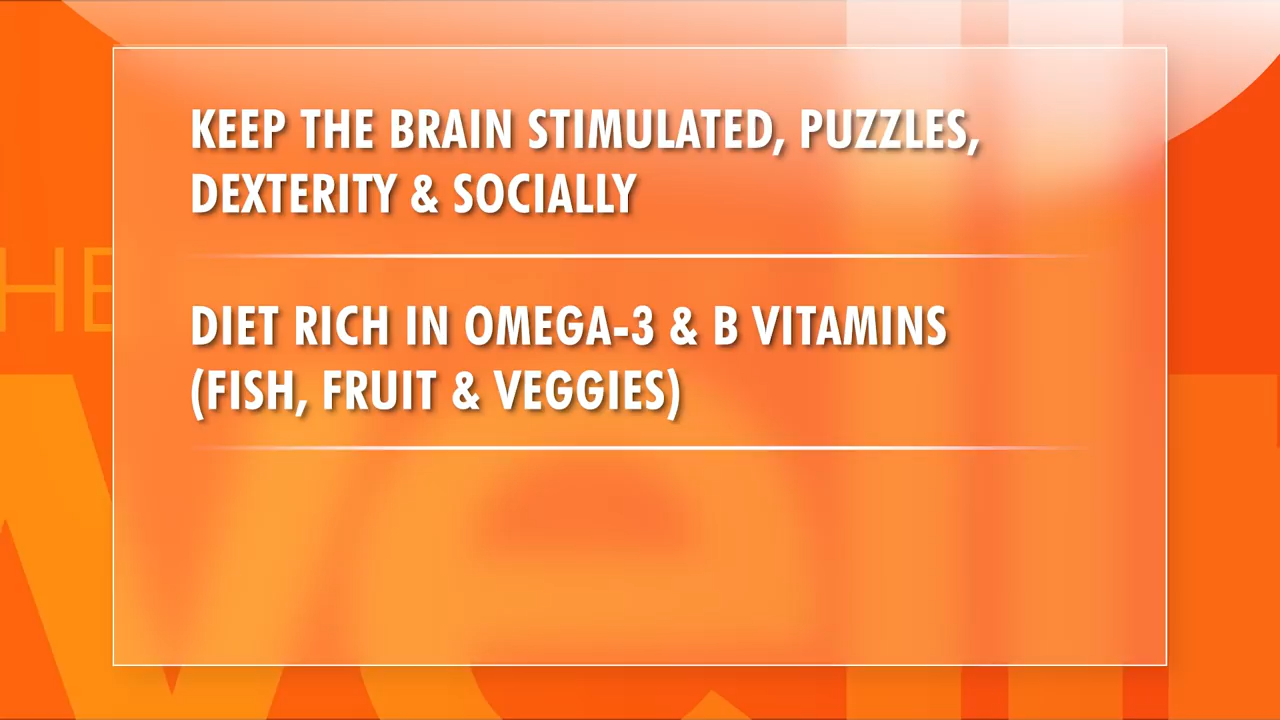 KEEP THE BRAIN STIMULATED, PUZZLES,
DEXTERITY & SOCIALLY
DIET RICH IN OMEGA-3 & B VITAMINS
(FISH, FRUIT & VEGGIES)